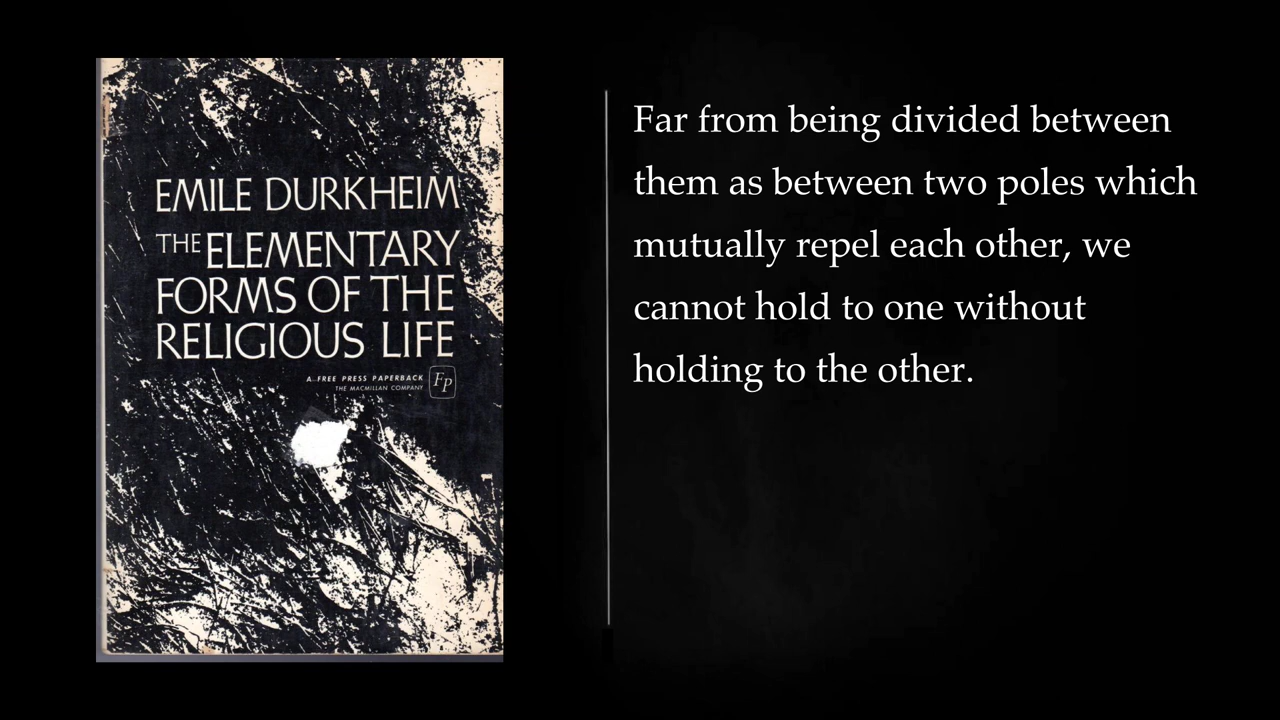 EMILE DURKHEIM
THE ELEMENTARY
FORMS OF THE
RELIGIOUS LIFE
A FREE PRESS PAPERBACK
THE MACMILLAN COMPANY
FP
Far from being divided between
them as between two poles which
mutually repel each other, we
cannot hold to one without
holding to the other.